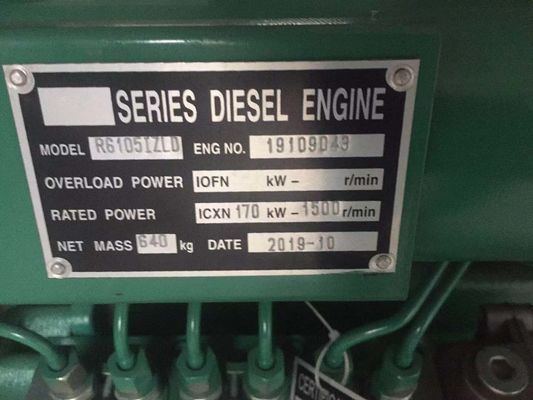 SERIES DIESEL ENGINE
MODEL R6105IZLD ENG NO. 19109049
OVERLOAD POWER IOFN kW – r/min
RATED POWER ICXN 170 kW – 1500 r/min
NET MASS 640 kg DATE 2019-10